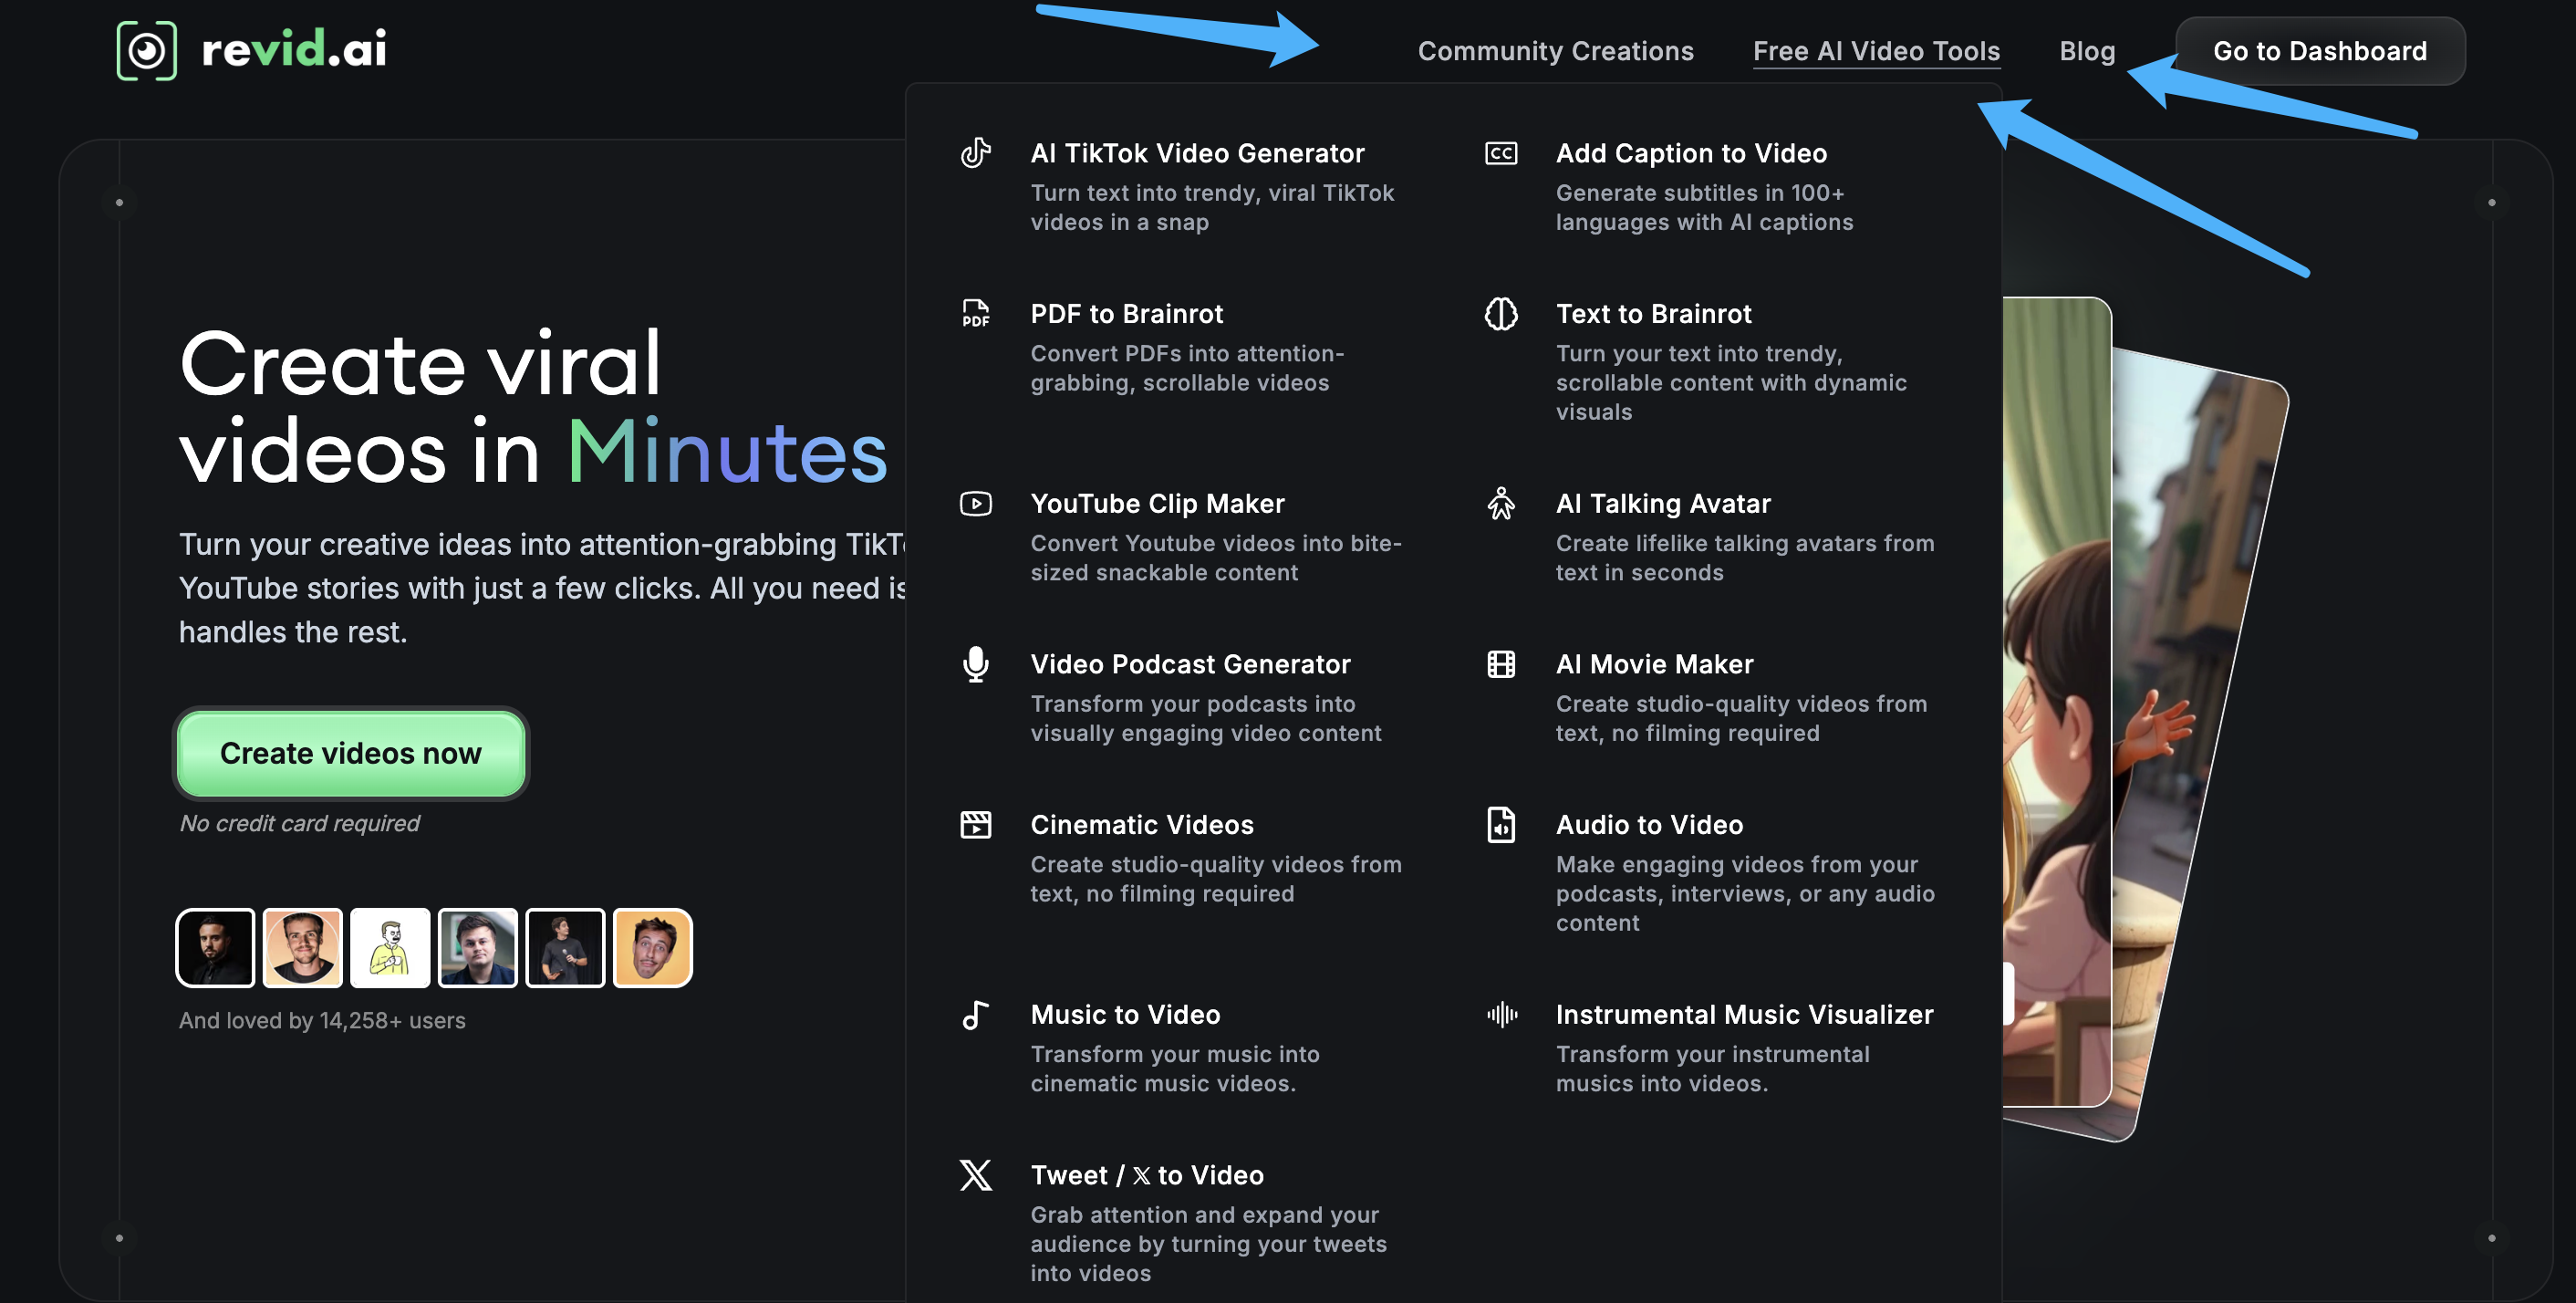 revid.ai
Community Creations
Free AI Video Tools
Blog
Go to Dashboard
Create viral
videos in Minutes
Turn your creative ideas into attention-grabbing
YouTube stories with just a few clicks. All you need is
handles the rest.
Create videos now
No credit card required
And loved by 14,258+ users
AI TikTok Video Generator
Turn text into trendy, viral TikTok
videos in a snap
Add Caption to Video
CC
Generate subtitles in 100+
languages with AI captions
PDF
PDF to Brainrot
Convert PDFs into attention-
grabbing, scrollable videos
Text to Brainrot
Turn your text into trendy,
scrollable content with dynamic
visuals
YouTube Clip Maker
Convert Youtube videos into bite-
sized snackable content
AI Talking Avatar
Create lifelike talking avatars from
text in seconds
Video Podcast Generator
Transform your podcasts into
visually engaging video content
AI Movie Maker
Create studio-quality videos from
text, no filming required
Cinematic Videos
Create studio-quality videos from
text, no filming required
Audio to Video
Make engaging videos from your
podcasts, interviews, or any audio
content
Music to Video
Transform your music into
cinematic music videos.
Instrumental Music Visualizer
Transform your instrumental
musics into videos.
Tweet / 𝕏 to Video
Grab attention and expand your
audience by turning your tweets
into videos